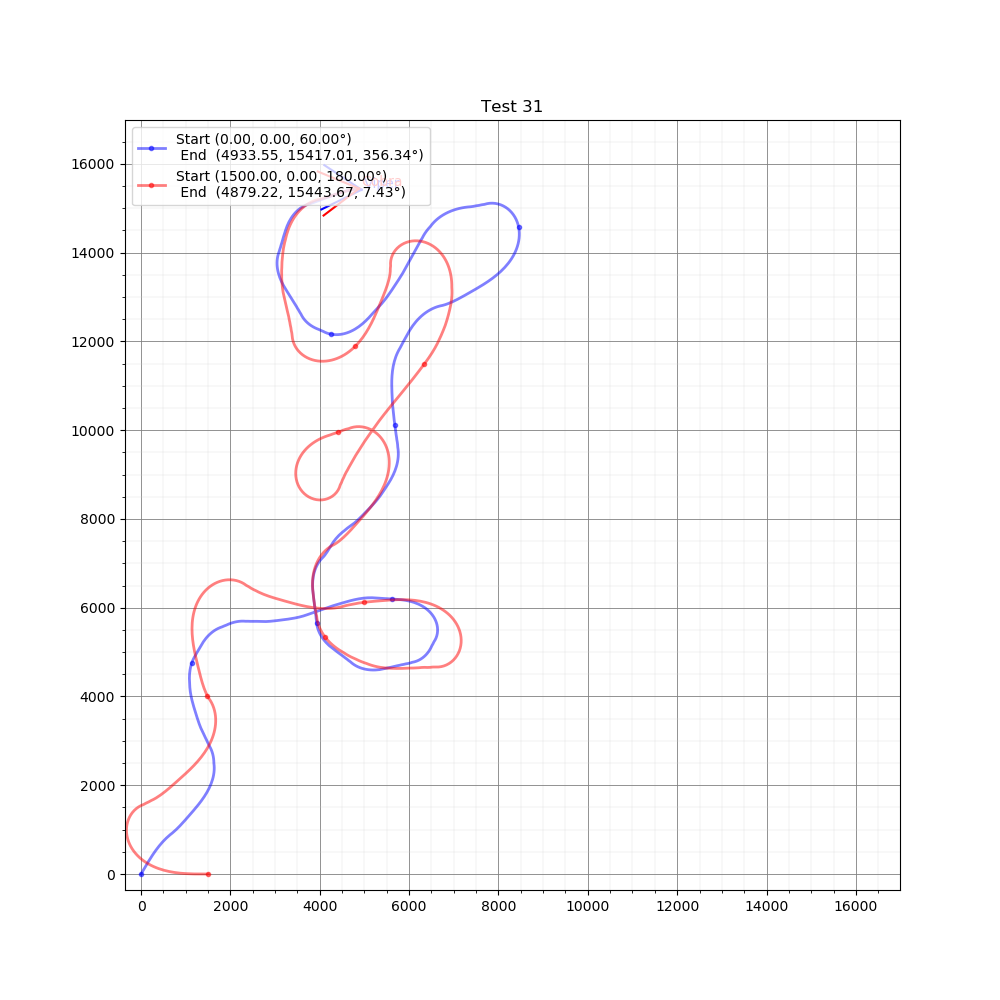 Test 31
Start (0.00, 0.00, 60.00°)
End (4933.55, 15417.01, 356.34°)
Start (1500.00, 0.00, 180.00°)
End (4879.22, 15443.67, 7.43°)
16000
14000
12000
10000
8000
6000
4000
2000
0
0 2000 4000 6000 8000 10000 12000 14000 16000